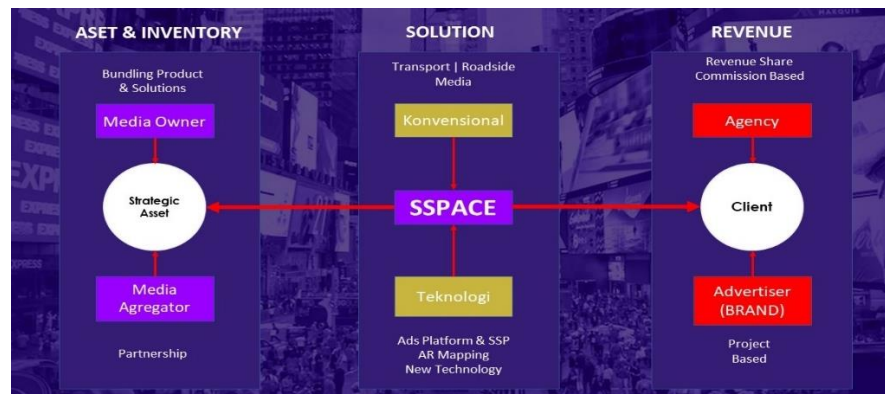 ASET & INVENTORY
Bundling Product
& Solutions
Media Owner
Strategic
Asset
Media
Agregator
Partnership
SOLUTION
Transport | Roadside
Media
Konvensional
SSPACE
Teknologi
Ads Platform & SSP
AR Mapping
New Technology
REVENUE
Revenue Share
Commission Based
Agency
Client
Advertiser
(BRAND)
Project
Based